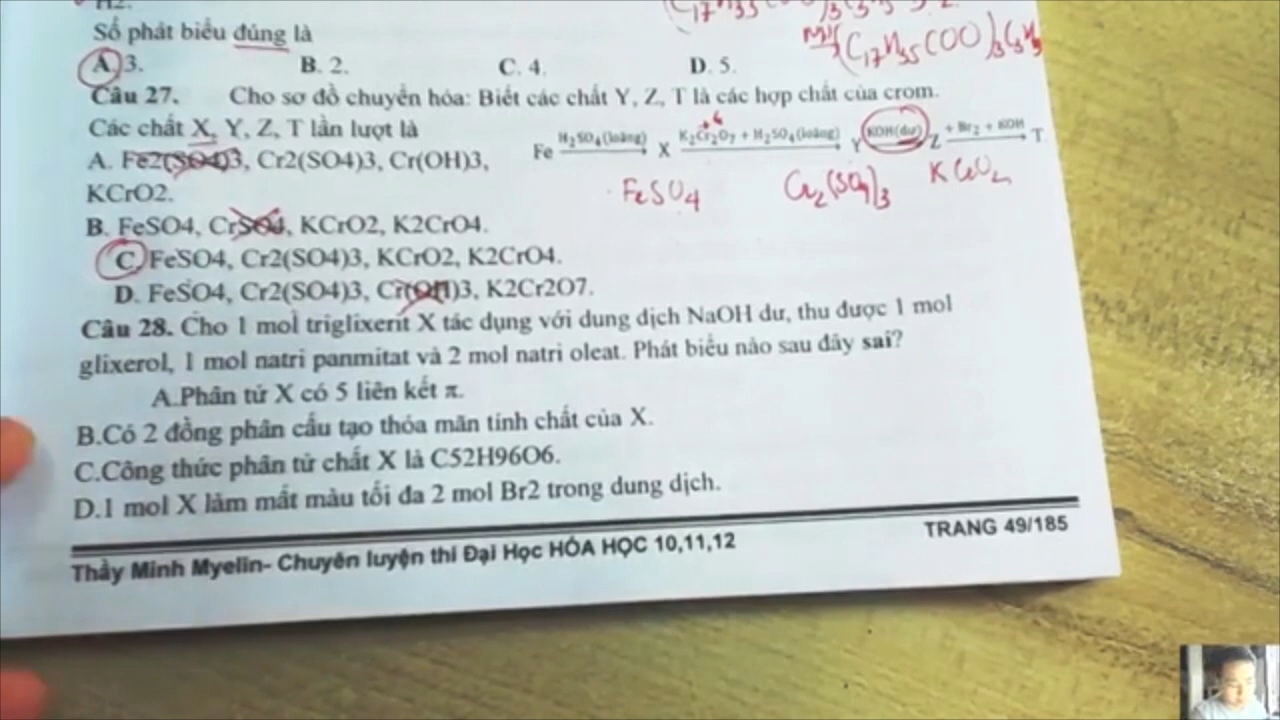 H2.
Số phát biểu đúng là
A. 3. B. 2. C. 4. D. 5.
(C17H35COO)3C3H5
Câu 27. Cho sơ đồ chuyển hóa: Biết các chất Y, Z, T là các hợp chất của crom.
Các chất X, Y, Z, T lần lượt là
Fe H2SO4(loãng) X K2Cr2O7 + H2SO4(loãng) Y KOH(dư) Z + Br2 + KOH T
+6
FeSO4 Cr2(SO4)3 KCrO2
A. Fe2(SO4)3, Cr2(SO4)3, Cr(OH)3,
KCrO2.
B. FeSO4, CrSO4, KCrO2, K2CrO4.
C. FeSO4, Cr2(SO4)3, KCrO2, K2CrO4.
D. FeSO4, Cr2(SO4)3, Cr(OH)3, K2Cr2O7.
Câu 28. Cho 1 mol triglixerit X tác dụng với dung dịch NaOH dư, thu được 1 mol
glixerol, 1 mol natri panmitat và 2 mol natri oleat. Phát biểu nào sau đây sai?
A.Phân tử X có 5 liên kết π.
B.Có 2 đồng phân cấu tạo thỏa mãn tính chất của X.
C.Công thức phân tử chất X là C52H96O6.
D.1 mol X làm mất màu tối đa 2 mol Br2 trong dung dịch.
Thầy Minh Myelin- Chuyên luyện thi Đại Học HÓA HỌC 10,11,12
TRANG 49/185